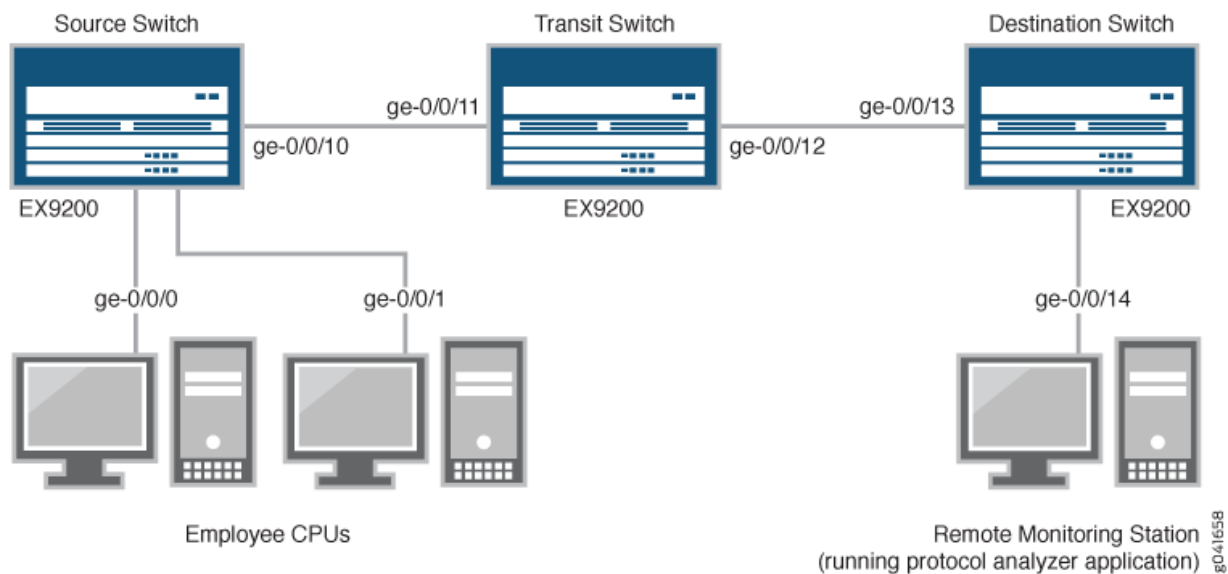 Source Switch
Transit Switch
Destination Switch
ge-0/0/11
ge-0/0/13
ge-0/0/10
ge-0/0/12
EX9200
EX9200
EX9200
ge-0/0/0
ge-0/0/1
ge-0/0/14
Employee CPUs
Remote Monitoring Station
(running protocol analyzer application)
g041658